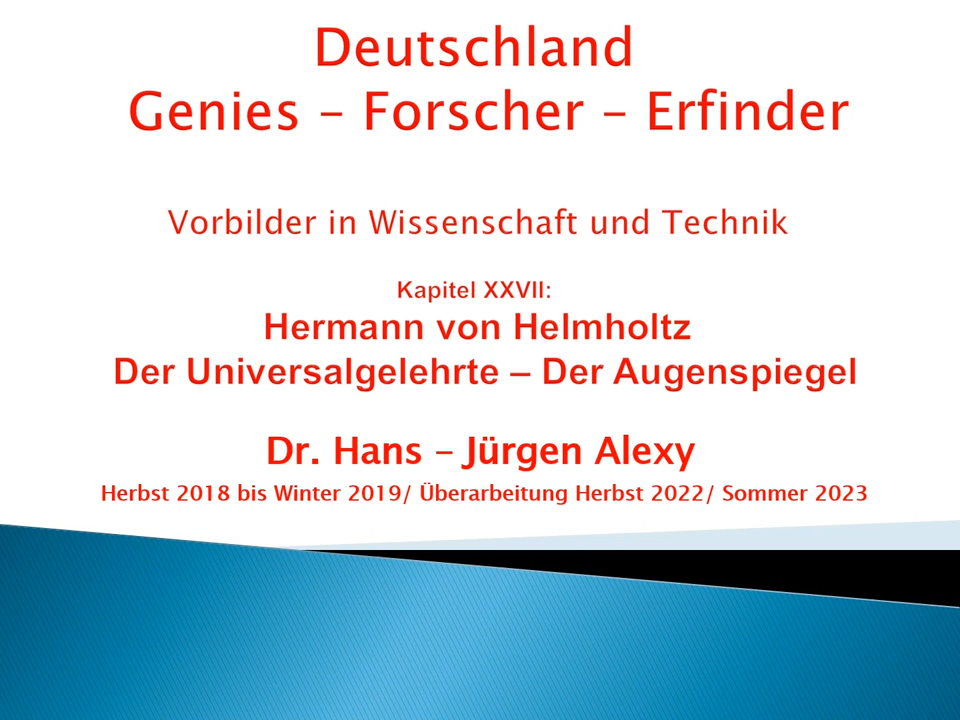 Deutschland
Genies – Forscher – Erfinder
Vorbilder in Wissenschaft und Technik
Kapitel XXVII:
Hermann von Helmholtz
Der Universalgelehrte – Der Augenspiegel
Dr. Hans – Jürgen Alexy
Herbst 2018 bis Winter 2019/ Überarbeitung Herbst 2022/ Sommer 2023